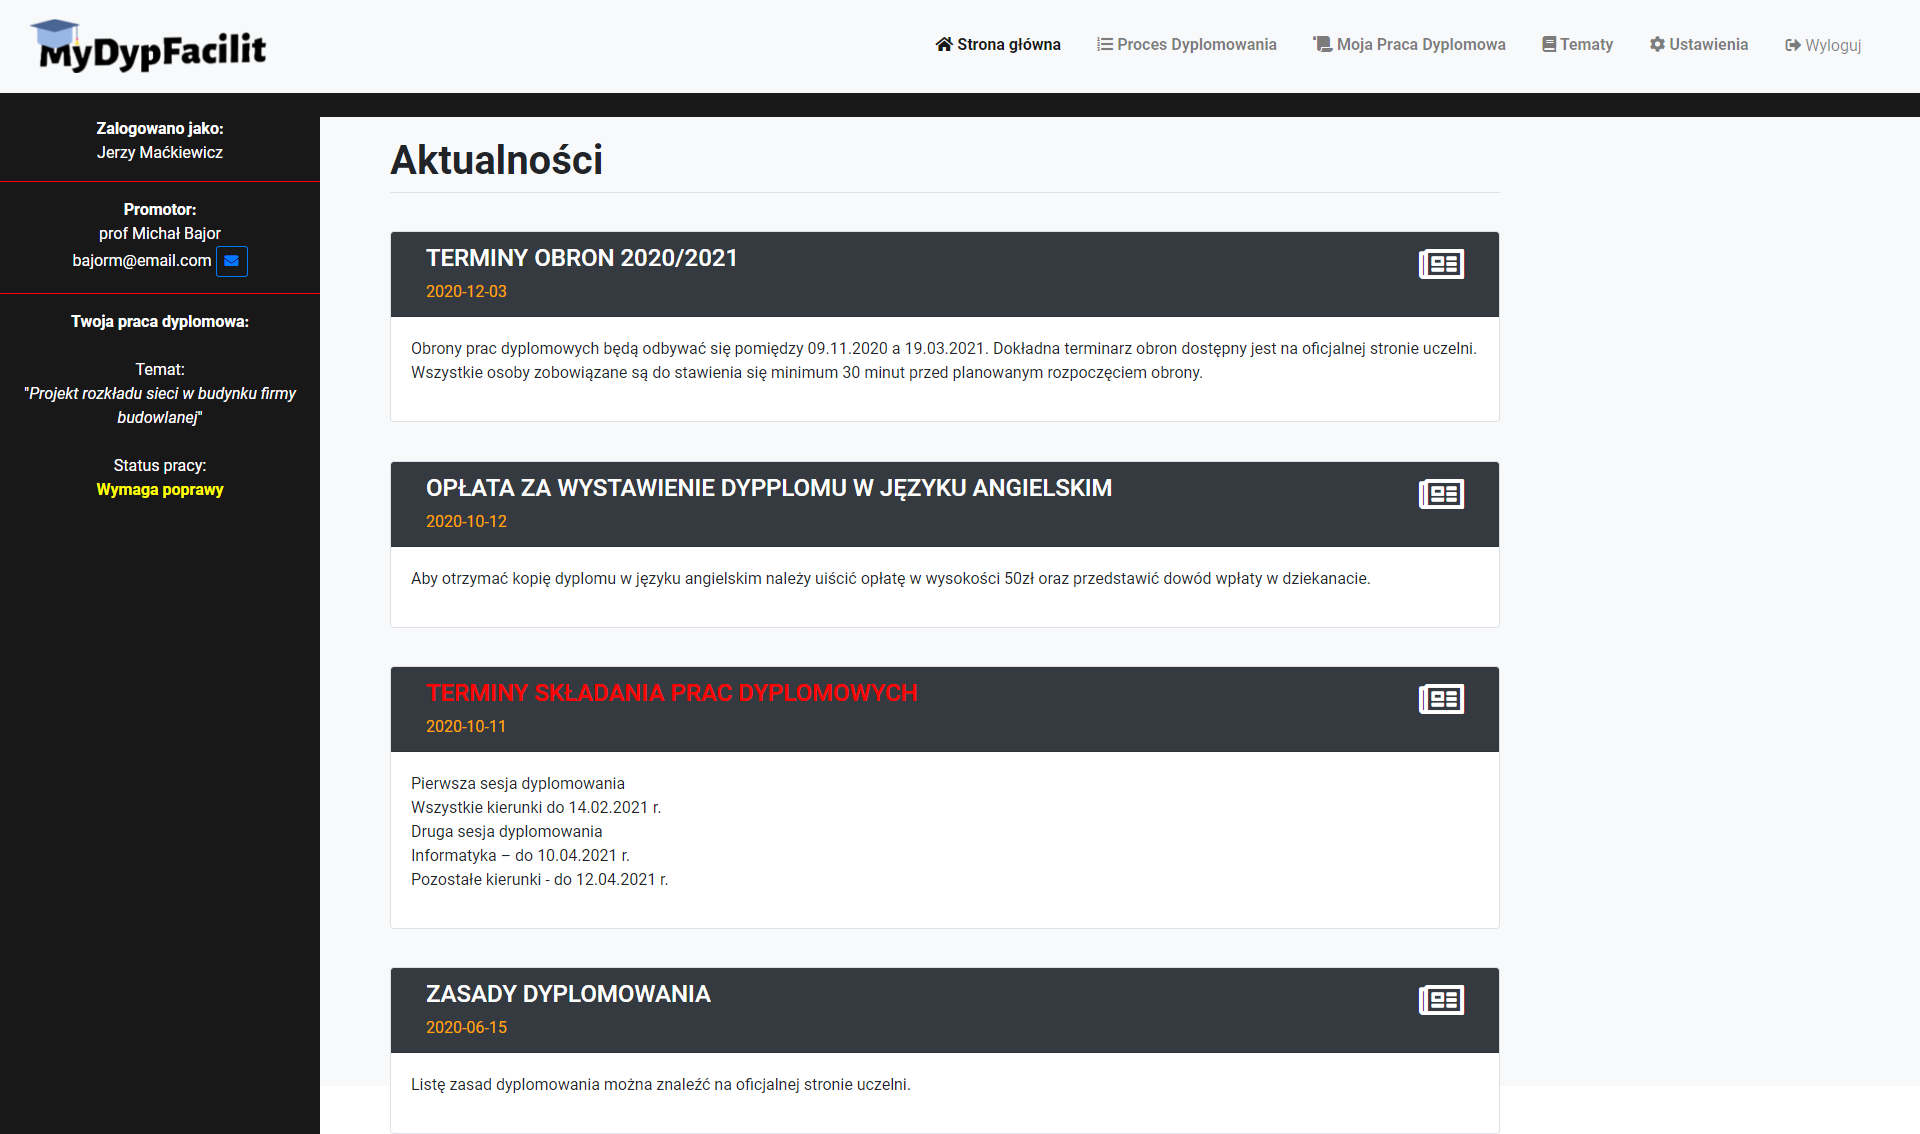 MyDypFacilit
Strona główna
Proces Dyplomowania
Moja Praca Dyplomowa
Tematy
Ustawienia
Wyloguj
Zalogowano jako:
Jerzy Maćkiewicz
Promotor:
prof Michał Bajor
bajorm@email.com
Twoja praca dyplomowa:
Temat:
"Projekt rozkładu sieci w budynku firmy
budowlanej"
Status pracy:
Wymaga poprawy
Aktualności
TERMINY OBRON 2020/2021
2020-12-03
Obrony prac dyplomowych będą odbywać się pomiędzy 09.11.2020 a 19.03.2021. Dokładna terminarz obron dostępny jest na oficjalnej stronie uczelni.
Wszystkie osoby zobowiązane są do stawienia się minimum 30 minut przed planowanym rozpoczęciem obrony.
OPŁATA ZA WYSTAWIENIE DYPPLOMU W JĘZYKU ANGIELSKIM
2020-10-12
Aby otrzymać kopię dyplomu w języku angielskim należy uiścić opłatę w wysokości 50zł oraz przedstawić dowód wpłaty w dziekanacie.
TERMINY SKŁADANIA PRAC DYPLOMOWYCH
2020-10-11
Pierwsza sesja dyplomowania
Wszystkie kierunki do 14.02.2021 r.
Druga sesja dyplomowania
Informatyka – do 10.04.2021 r.
Pozostałe kierunki - do 12.04.2021 r.
ZASADY DYPLOMOWANIA
2020-06-15
Listę zasad dyplomowania można znaleźć na oficjalnej stronie uczelni.